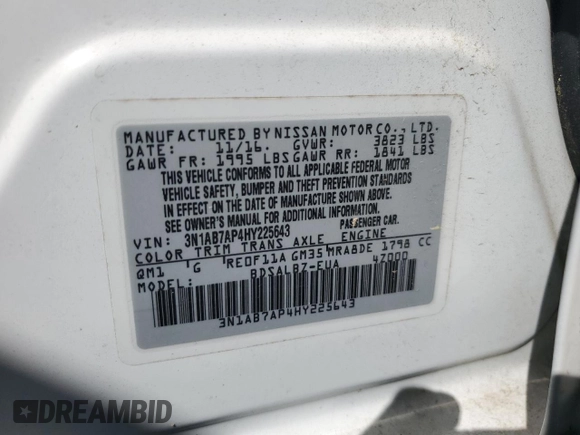 MANUFACTURED BY NISSAN MOTOR CO., LTD.
DATE: 11/16. GVWR: 3823 LBS
GAWR FR: 1995 LBS GAWR RR: 1841 LBS
THIS VEHICLE CONFORMS TO ALL APPLICABLE FEDERAL MOTOR
VEHICLE SAFETY, BUMPER AND THEFT PREVENTION STANDARDS
IN EFFECT ON THE DATE OF MANUFACTURE SHOWN ABOVE.
SEE OWNER'S MANUAL FOR ADDITIONAL INFORMATION.
VIN: 3N1AB7AP4HY225643 PASSENGER CAR.
COLOR TRIM TRANS AXLE ENGINE
QM1 G RE0F11A GM35 MRA8DE 1798 CC
MODEL: BDSALBZ-EUA 47000
3N1AB7AP4HY225643
DREAMBID